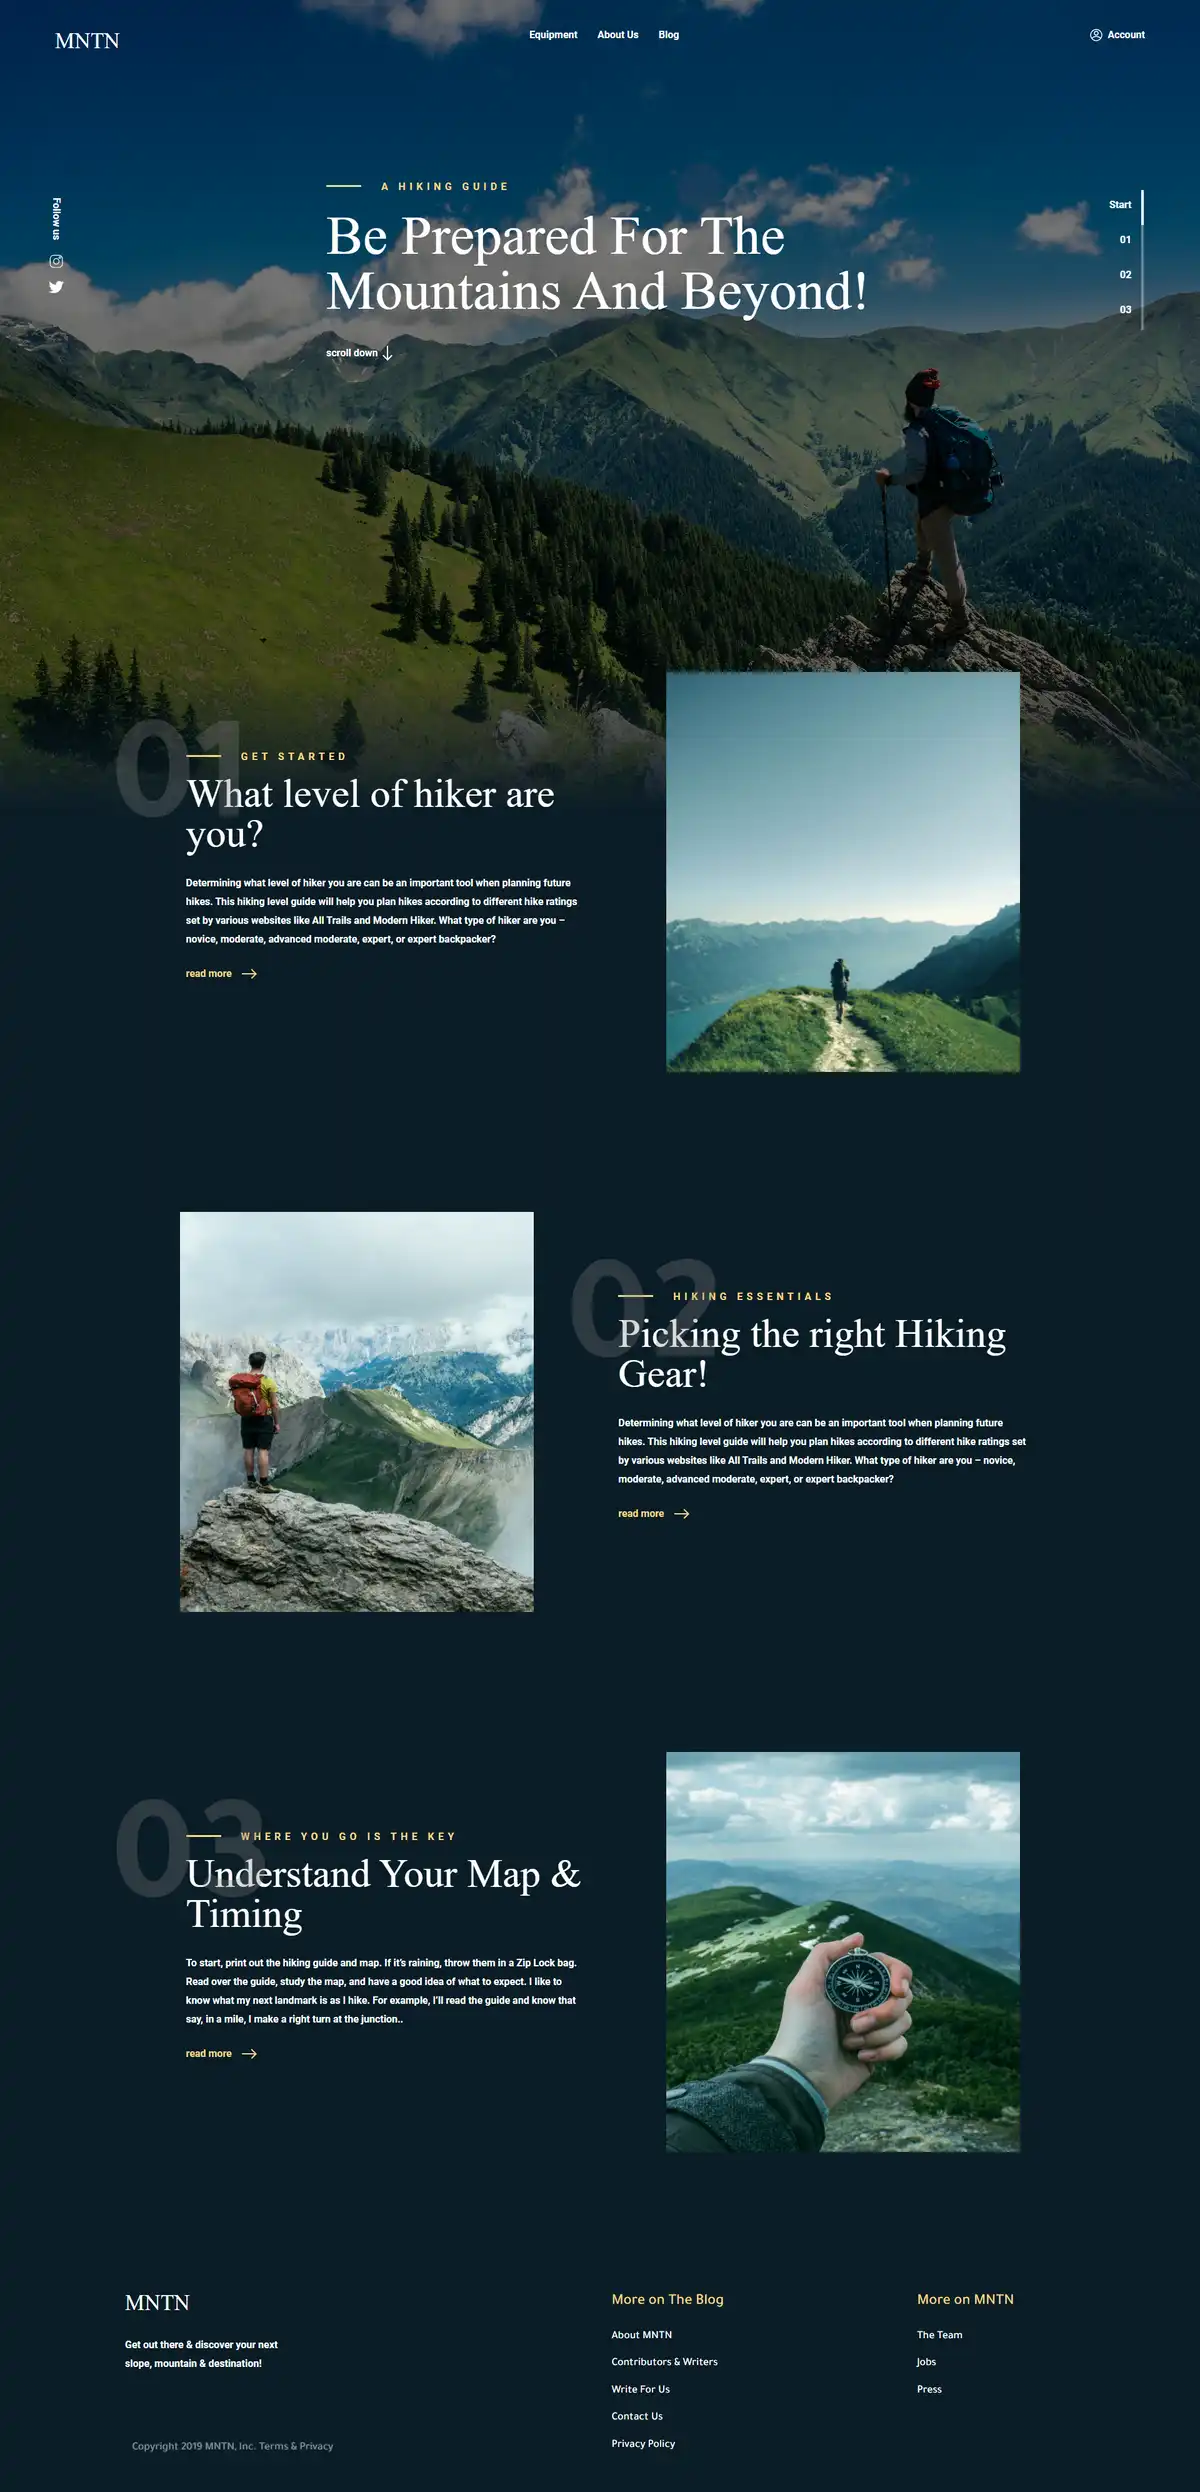 MNTN
Equipment
About Us
Blog
Account
A HIKING GUIDE
Be Prepared For The
Mountains And Beyond!
scroll down
Follow us
Start
01
02
03
01
GET STARTED
What level of hiker are
you?
Determining what level of hiker you are can be an important tool when planning future
hikes. This hiking level guide will help you plan hikes according to different hike ratings
set by various websites like All Trails and Modern Hiker. What type of hiker are you –
novice, moderate, advanced moderate, expert, or expert backpacker?
read more
02
HIKING ESSENTIALS
Picking the right Hiking
Gear!
Determining what level of hiker you are can be an important tool when planning future
hikes. This hiking level guide will help you plan hikes according to different hike ratings set
by various websites like All Trails and Modern Hiker. What type of hiker are you – novice,
moderate, advanced moderate, expert, or expert backpacker?
read more
03
WHERE YOU GO IS THE KEY
Understand Your Map &
Timing
To start, print out the hiking guide and map. If it's raining, throw them in a Zip Lock bag.
Read over the guide, study the map, and have a good idea of what to expect. I like to
know what my next landmark is as I hike. For example, I'll read the guide and know that
say, in a mile, I make a right turn at the junction..
read more
MNTN
Get out there & discover your next
slope, mountain & destination!
Copyright 2019 MNTN, Inc. Terms & Privacy
More on The Blog
About MNTN
Contributors & Writers
Write For Us
Contact Us
Privacy Policy
More on MNTN
The Team
Jobs
Press